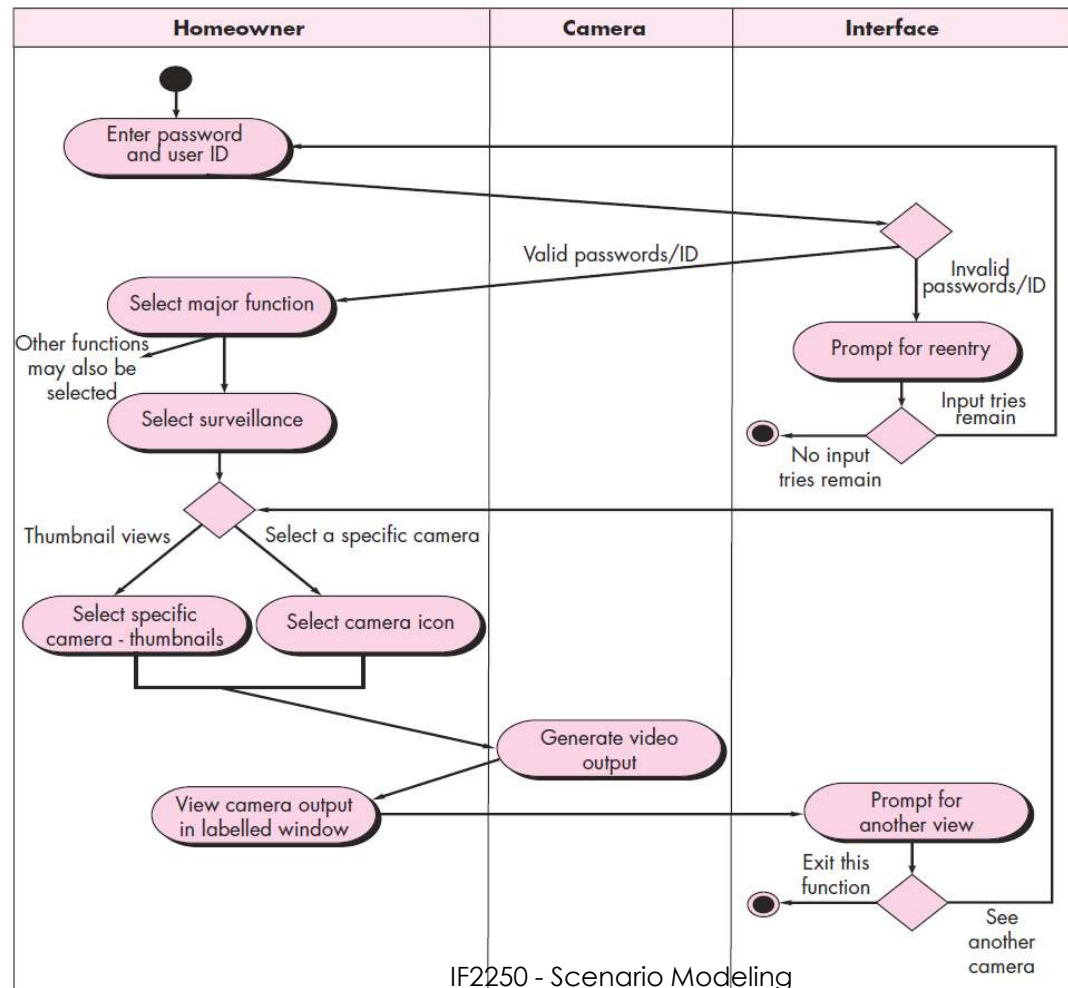 Homeowner
Camera
Interface
Enter password
and user ID
Valid passwords/ID
Invalid
passwords/ID
Select major function
Other functions
may also be
selected
Prompt for reentry
Input tries
remain
Select surveillance
No input
tries remain
Thumbnail views
Select a specific camera
Select specific
camera - thumbnails
Select camera icon
Generate video
output
View camera output
in labelled window
Prompt for
another view
Exit this
function
See
another
camera
IF2250 - Scenario Modeling